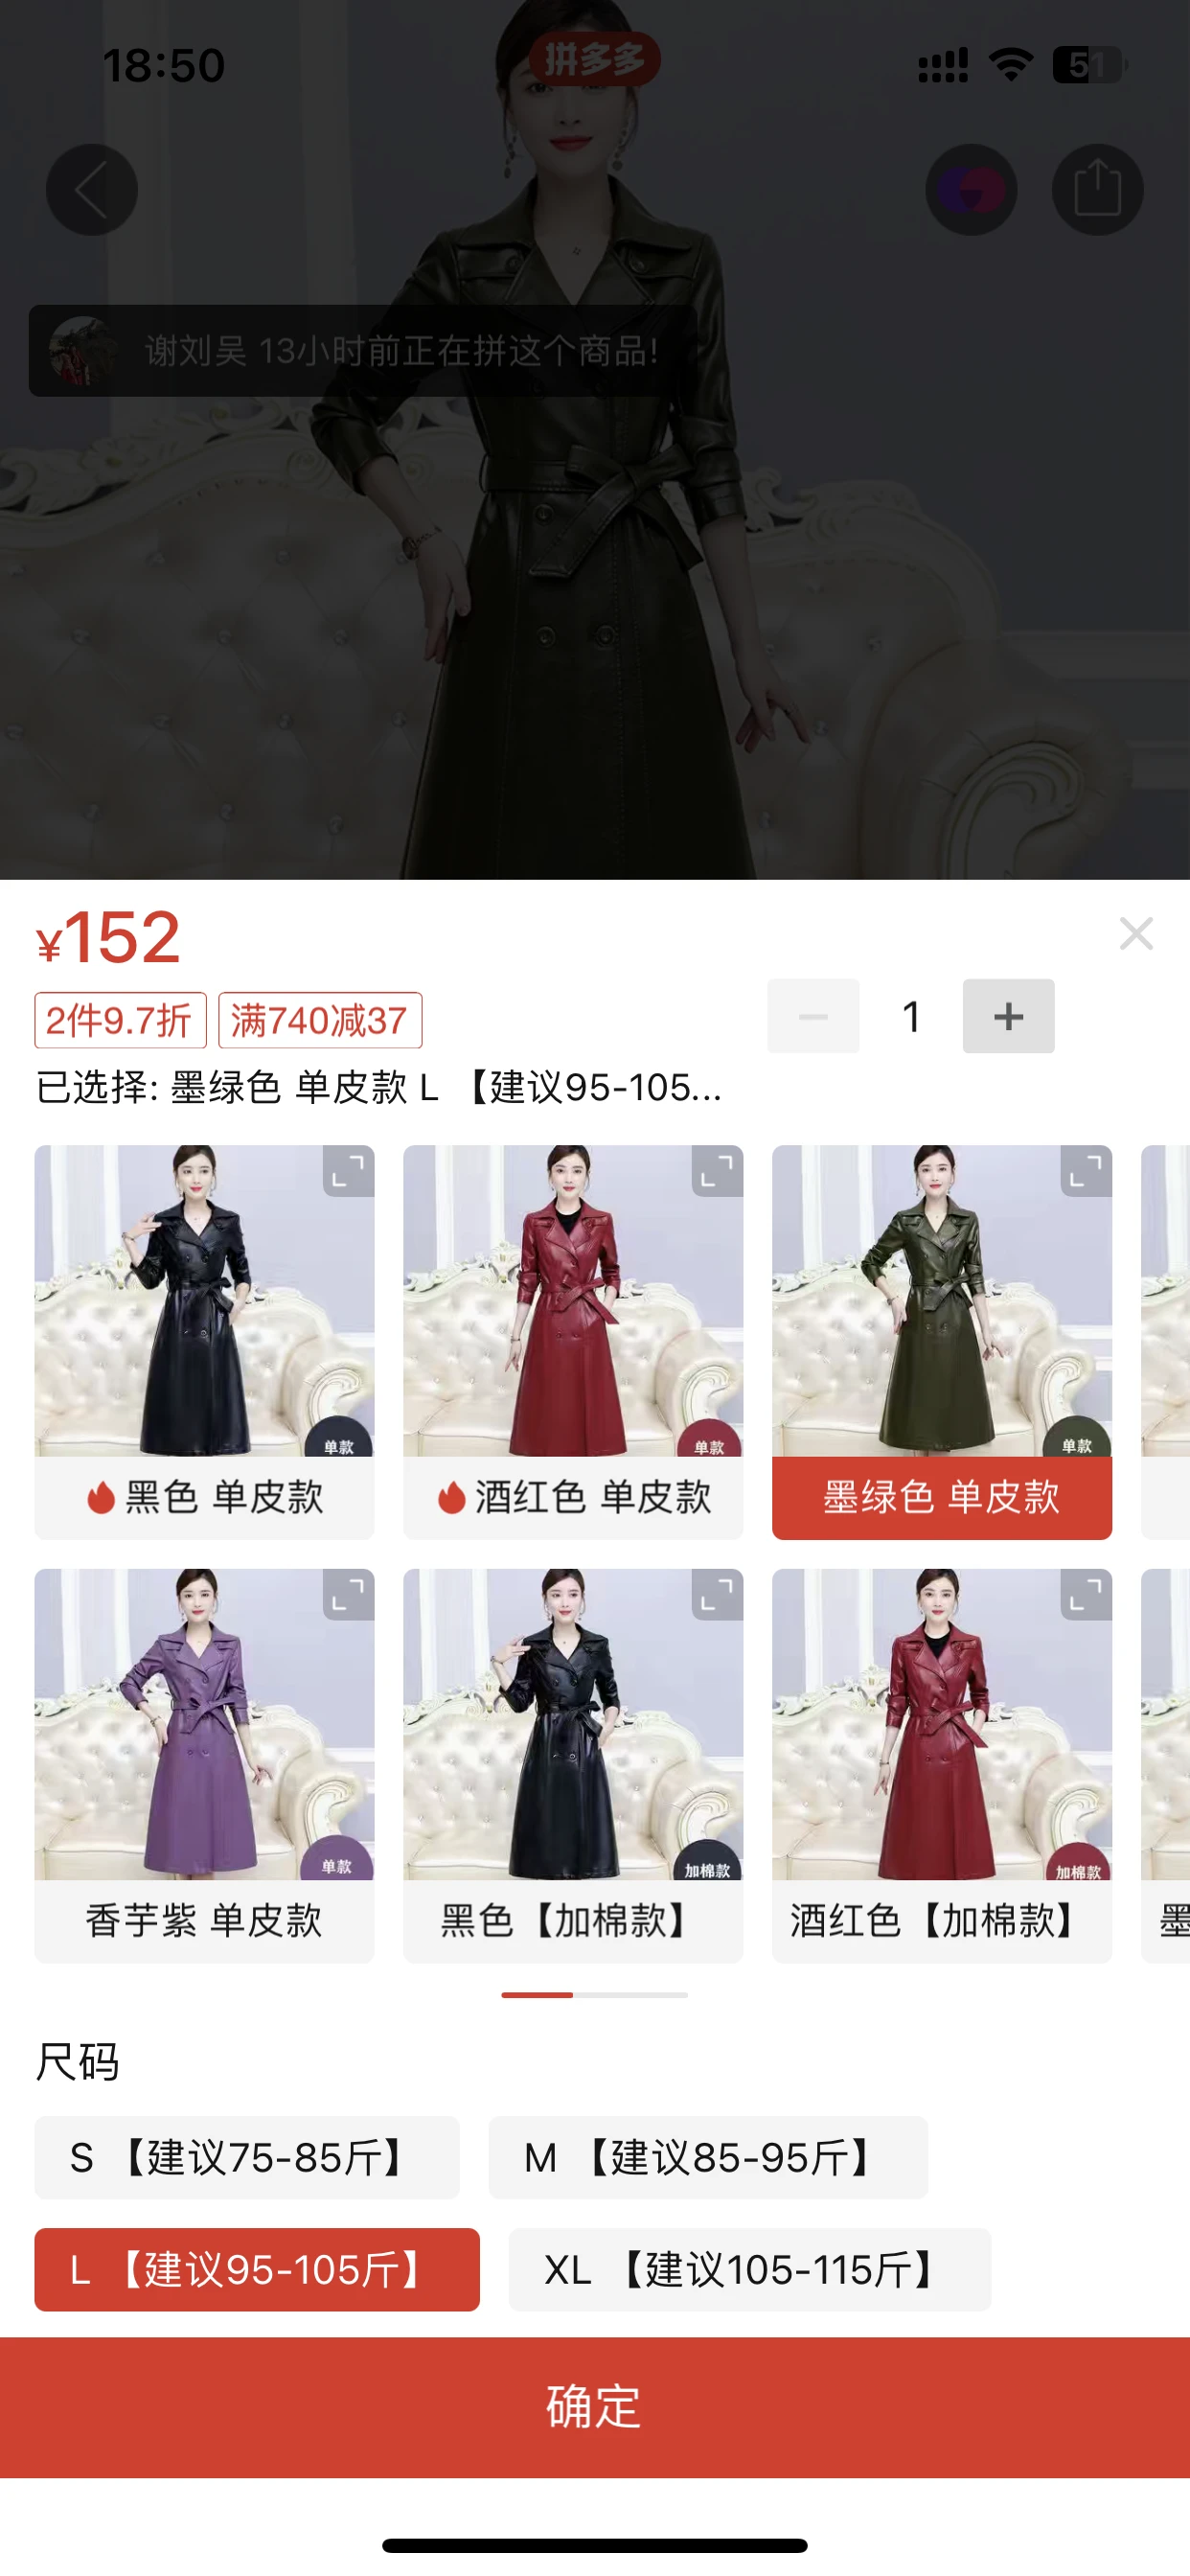 18:50
拼多多
51
谢刘吴 13小时前正在拼这个商品!
¥152
2件9.7折
满740减37
1
已选择: 墨绿色 单皮款 L 【建议95-105...
单款
单款
单款
黑色 单皮款
酒红色 单皮款
墨绿色 单皮款
单款
加棉款
加棉款
香芋紫 单皮款
黑色【加棉款】
酒红色【加棉款】
墨
尺码
S 【建议75-85斤】
M 【建议85-95斤】
L 【建议95-105斤】
XL 【建议105-115斤】
确定